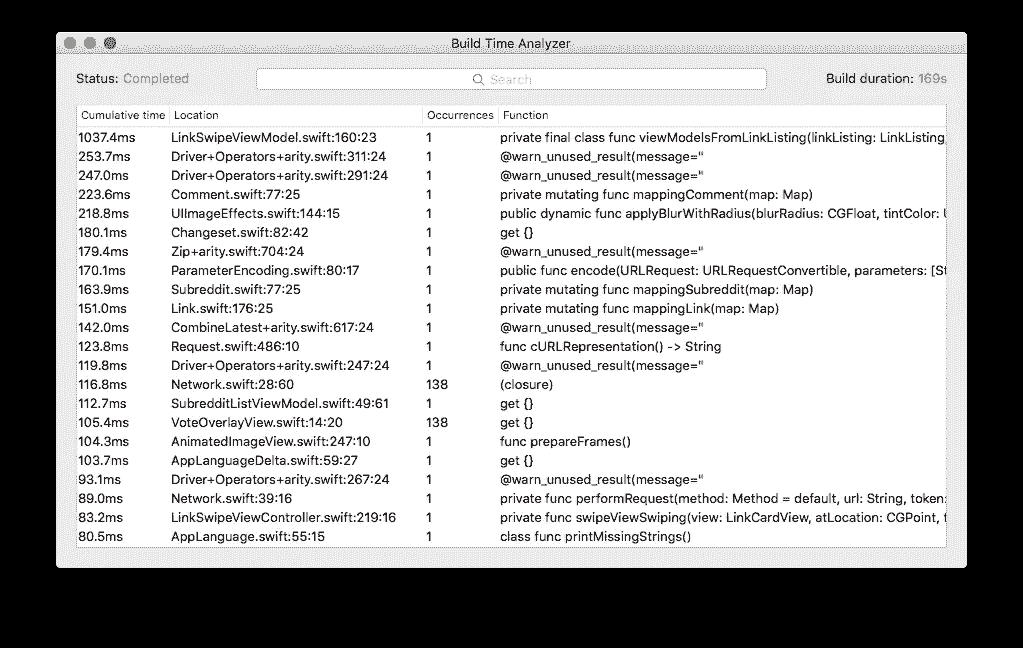 Build Time Analyzer
Status: Completed Search Build duration: 169s
Cumulative time Location Occurrences Function
1037.4ms LinkSwipeViewModel.swift:160:23 1 private final class func viewModelsFromLinkListing(linkListing: LinkListing
253.7ms Driver+Operators+arity.swift:311:24 1 @warn_unused_result(message="
247.0ms Driver+Operators+arity.swift:291:24 1 @warn_unused_result(message="
223.6ms Comment.swift:77:25 1 private mutating func mappingComment(map: Map)
218.8ms UIImageEffects.swift:144:15 1 public dynamic func applyBlurWithRadius(blurRadius: CGFloat, tintColor: U
180.1ms Changeset.swift:82:42 1 get {}
179.4ms Zip+arity.swift:704:24 1 @warn_unused_result(message="
170.1ms ParameterEncoding.swift:80:17 1 public func encode(URLRequest: URLRequestConvertible, parameters: [St
163.9ms Subreddit.swift:77:25 1 private mutating func mappingSubreddit(map: Map)
151.0ms Link.swift:176:25 1 private mutating func mappingLink(map: Map)
142.0ms CombineLatest+arity.swift:617:24 1 @warn_unused_result(message="
123.8ms Request.swift:486:10 1 func cURLRepresentation() -> String
119.8ms Driver+Operators+arity.swift:247:24 1 @warn_unused_result(message="
116.8ms Network.swift:28:60 138 (closure)
112.7ms SubredditListViewModel.swift:49:61 1 get {}
105.4ms VoteOverlayView.swift:14:20 138 get {}
104.3ms AnimatedImageView.swift:247:10 1 func prepareFrames()
103.7ms AppLanguageDelta.swift:59:27 1 get {}
93.1ms Driver+Operators+arity.swift:267:24 1 @warn_unused_result(message="
89.0ms Network.swift:39:16 1 private func performRequest(method: Method = default, url: String, token:
83.2ms LinkSwipeViewController.swift:219:16 1 private func swipeViewSwiping(view: LinkCardView, atLocation: CGPoint, t
80.5ms AppLanguage.swift:55:15 1 class func printMissingStrings()